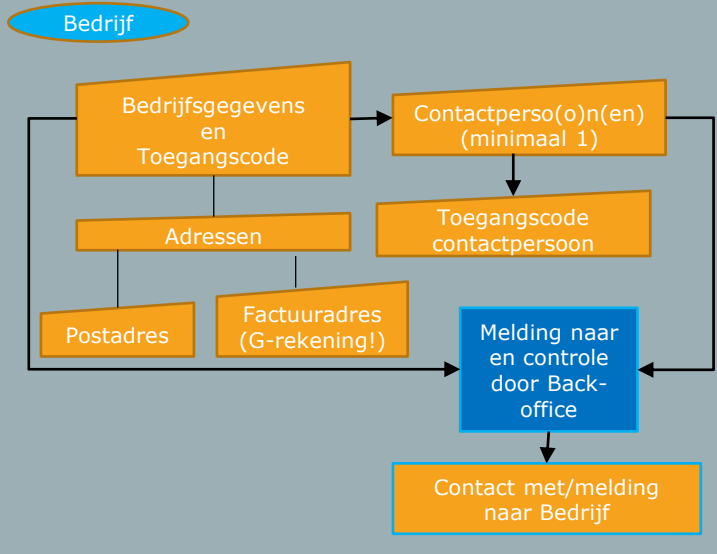 Bedrijf
Bedrijfsgegevens
en
Toegangscode
Contactperso(o)n(en)
(minimaal 1)
Toegangscode
contactpersoon
Adressen
Postadres
Factuuradres
(G-rekening!)
Melding naar
en controle
door Back-
office
Contact met/melding
naar Bedrijf